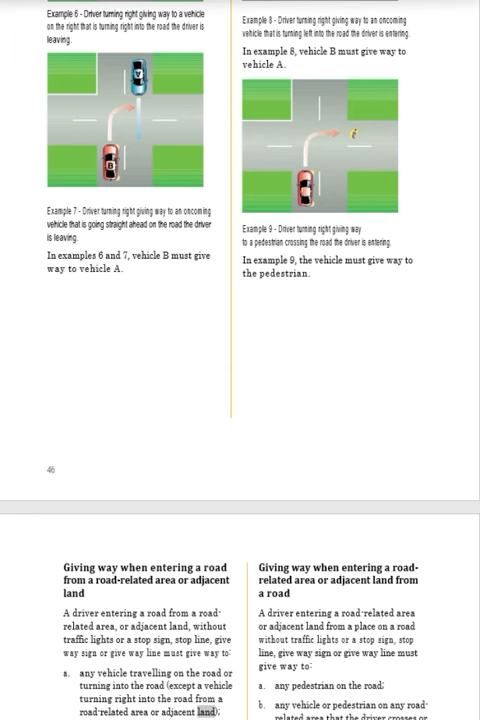 Example 6 - Driver turning right giving way to a vehicle
on the right that is turning right into the road the driver is
leaving.
A
B
Example 7 - Driver turning right giving way to an oncoming
vehicle that is going straight ahead on the road the driver
is leaving.
In examples 6 and 7, vehicle B must give
way to vehicle A.
46
Example 8 - Driver turning right giving way to an oncoming
vehicle that is turning left into the road the driver is entering.
In example 8, vehicle B must give way to
vehicle A.
Example 9 - Driver turning right giving way
to a pedestrian crossing the road the driver is entering.
In example 9, the vehicle must give way to
the pedestrian.
Giving way when entering a road
from a road-related area or adjacent
land
A driver entering a road from a road-
related area, or adjacent land, without
traffic lights or a stop sign, stop line, give
way sign or give way line must give way to:
a. any vehicle travelling on the road or
turning into the road (except a vehicle
turning right into the road from a
road-related area or adjacent land);
Giving way when entering a road-
related area or adjacent land from
a road
A driver entering a road-related area
or adjacent land from a place on a road
without traffic lights or a stop sign, stop
line, give way sign or give way line must
give way to:
a. any pedestrian on the road;
b. any vehicle or pedestrian on any road-
related area that the driver crosses or